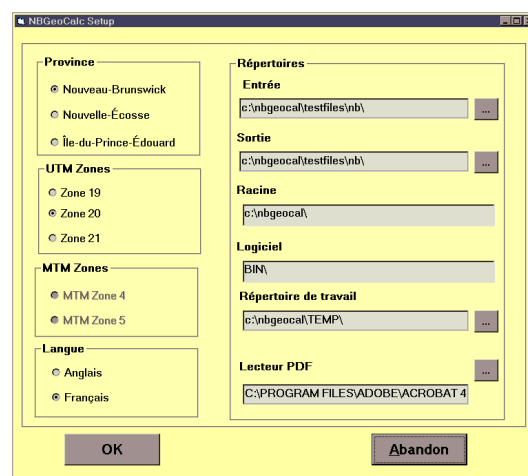 NBGeoCalc Setup
Province
Nouveau-Brunswick
Nouvelle-Écosse
Île-du-Prince-Édouard
UTM Zones
Zone 19
Zone 20
Zone 21
MTM Zones
MTM Zone 4
MTM Zone 5
Langue
Anglais
Français
Répertoires
Entrée
c:\nbgeocal\testfiles\nb\
...
Sortie
c:\nbgeocal\testfiles\nb\
...
Racine
c:\nbgeocal\
Logiciel
BIN\
Répertoire de travail
c:\nbgeocal\TEMP\
...
Lecteur PDF
...
C:\PROGRAM FILES\ADOBE\ACROBAT 4
OK
Abandon